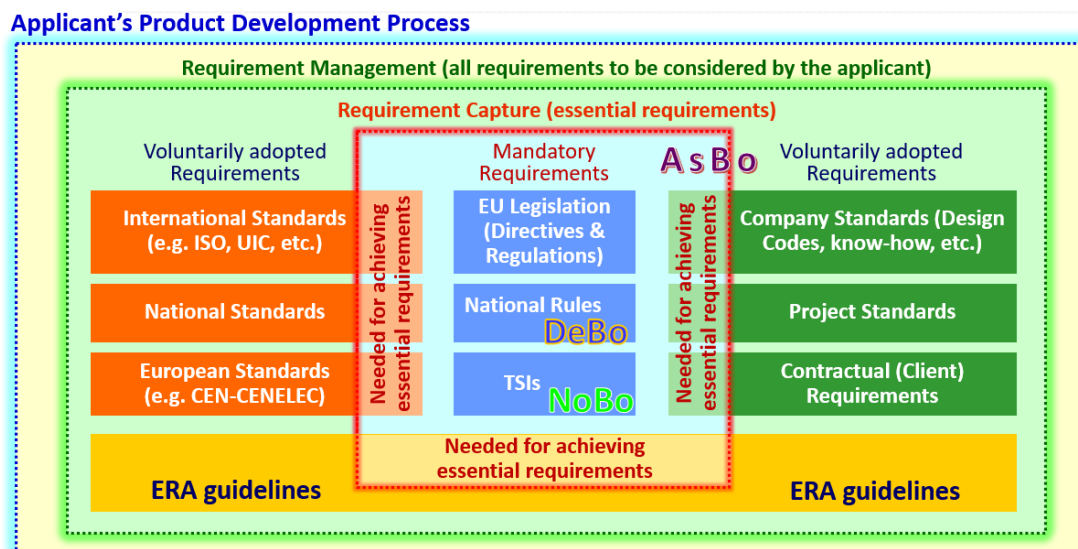 Applicant's Product Development Process
Requirement Management (all requirements to be considered by the applicant)
Requirement Capture (essential requirements)
Voluntarily adopted
Requirements
Mandatory
Requirements
AsBo
Voluntarily adopted
Requirements
International Standards
(e.g. ISO, UIC, etc.)
National Standards
European Standards
(e.g. CEN-CENELEC)
Needed for achieving
essential requirements
EU Legislation
(Directives &
Regulations)
National Rules
DeBo
TSIs
NoBo
Needed for achieving
essential requirements
Company Standards (Design
Codes, know-how, etc.)
Project Standards
Contractual (Client)
Requirements
Needed for achieving
essential requirements
ERA guidelines
ERA guidelines